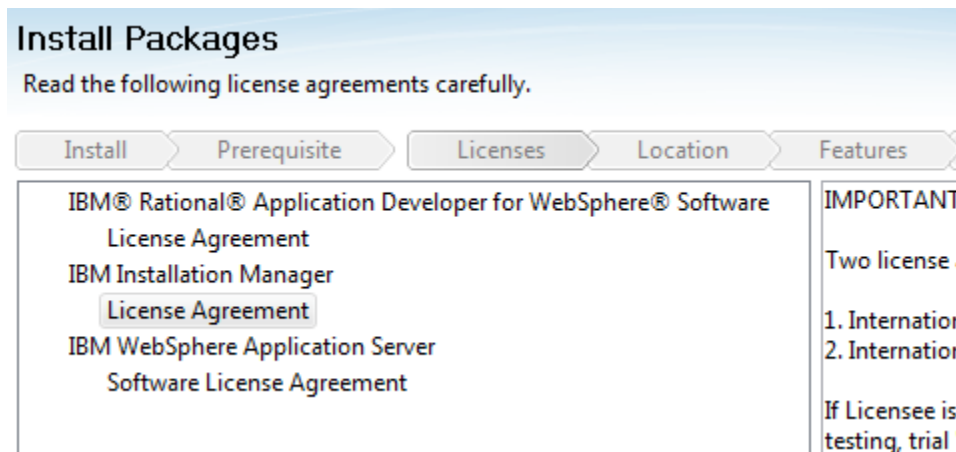 Install Packages
Read the following license agreements carefully.
Install Prerequisite Licenses Location Features
IBM® Rational® Application Developer for WebSphere® Software
License Agreement
IBM Installation Manager
License Agreement
IBM WebSphere Application Server
Software License Agreement
IMPORTANT
Two license
1.
2.
If Licensee is
testing, trial